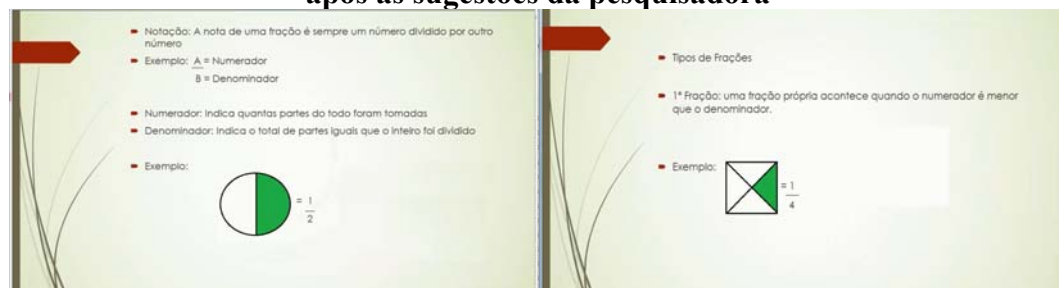 após as sugestões da pesquisadora
Notação: A nota de uma fração é sempre um número dividido por outro
número
Exemplo: A = Numerador
B = Denominador
Numerador: Indica quantas partes do todo foram tomadas
Denominador: Indica o total de partes iguais que o inteiro foi dividido
Exemplo:
= 1
2
Tipos de Frações
1ª Fração: uma fração própria acontece quando o numerador é menor
que o denominador.
Exemplo:
= 1
4